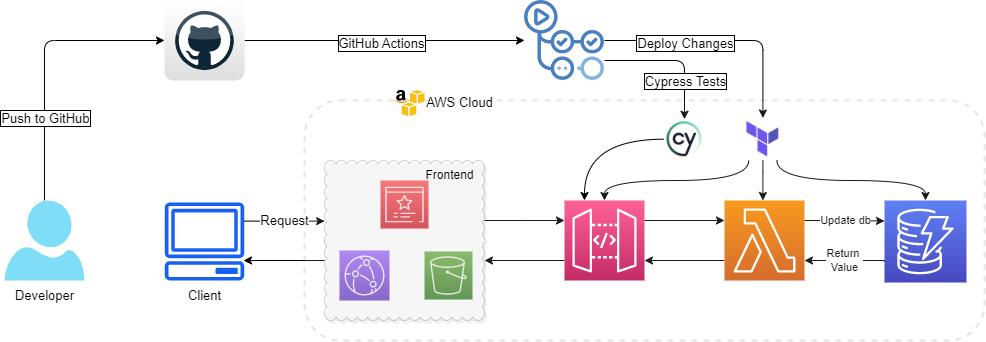 GitHub Actions
Deploy Changes
Cypress Tests
a
AWS Cloud
Push to GitHub
cy
Frontend
Request
</>
Update db
Return
Value
Developer
Client